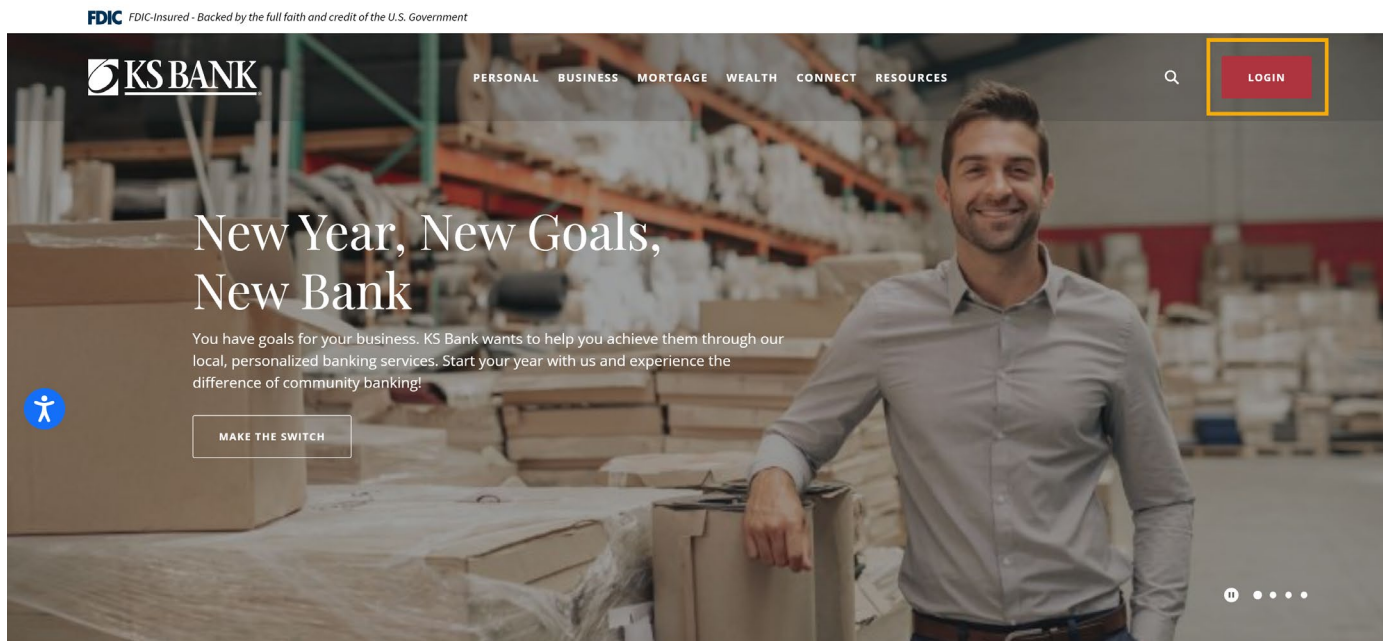 FDIC FDIC-Insured - Backed by the full faith and credit of the U.S. Government
KS BANK
PERSONAL BUSINESS MORTGAGE WEALTH CONNECT RESOURCES
LOGIN
New Year, New Goals,
New Bank
You have goals for your business. KS Bank wants to help you achieve them through our
local, personalized banking services. Start your year with us and experience the
difference of community banking!
MAKE THE SWITCH